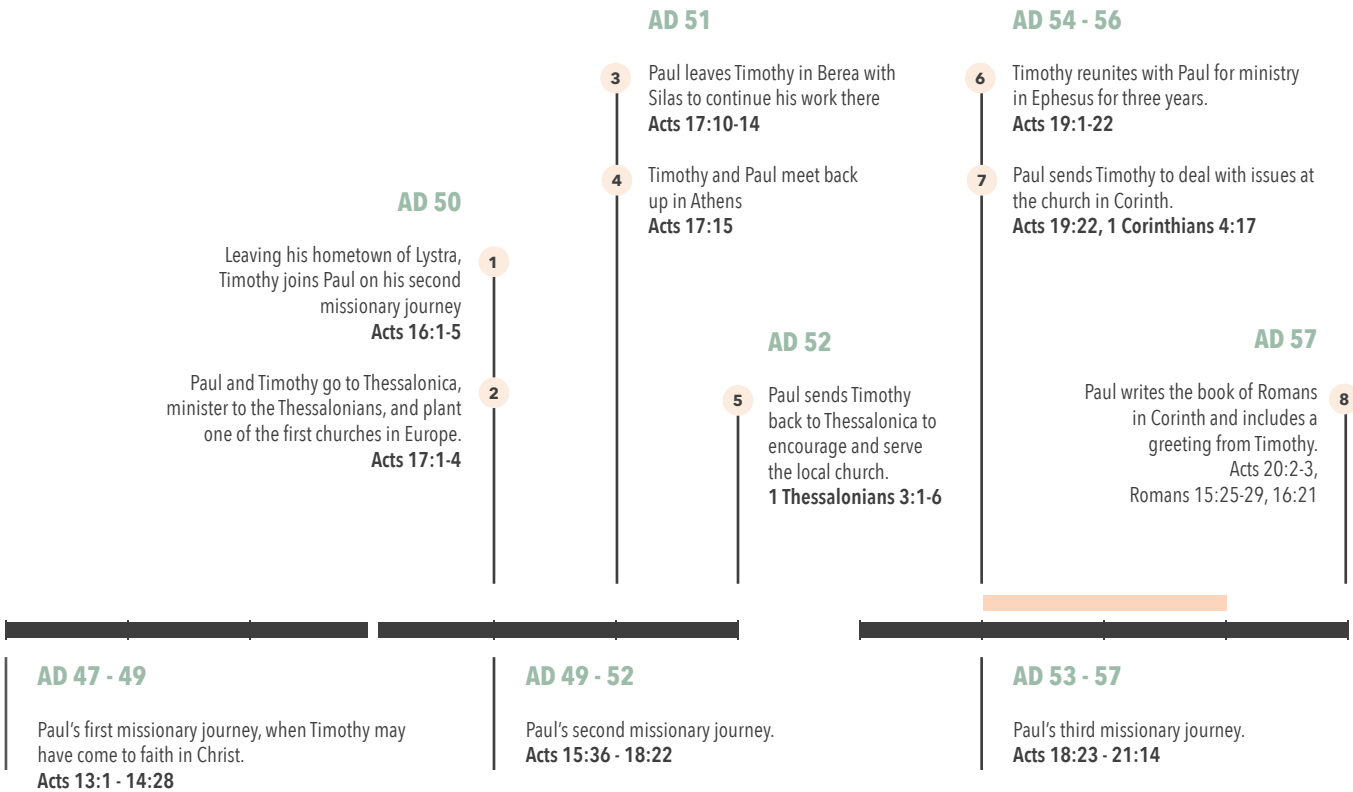 AD 50
1
Leaving his hometown of Lystra,
Timothy joins Paul on his second
missionary journey
Acts 16:1-5
2
Paul and Timothy go to Thessalonica,
minister to the Thessalonians, and plant
one of the first churches in Europe.
Acts 17:1-4
AD 51
3
Paul leaves Timothy in Berea with
Silas to continue his work there
Acts 17:10-14
4
Timothy and Paul meet back
up in Athens
Acts 17:15
AD 52
5
Paul sends Timothy
back to Thessalonica to
encourage and serve
the local church.
1 Thessalonians 3:1-6
AD 54 - 56
6
Timothy reunites with Paul for ministry
in Ephesus for three years.
Acts 19:1-22
7
Paul sends Timothy to deal with issues at
the church in Corinth.
Acts 19:22, 1 Corinthians 4:17
AD 57
8
Paul writes the book of Romans
in Corinth and includes a
greeting from Timothy.
Acts 20:2-3,
Romans 15:25-29, 16:21
AD 47 - 49
Paul's first missionary journey, when Timothy may
have come to faith in Christ.
Acts 13:1 - 14:28
AD 49 - 52
Paul's second missionary journey.
Acts 15:36 - 18:22
AD 53 - 57
Paul's third missionary journey.
Acts 18:23 - 21:14